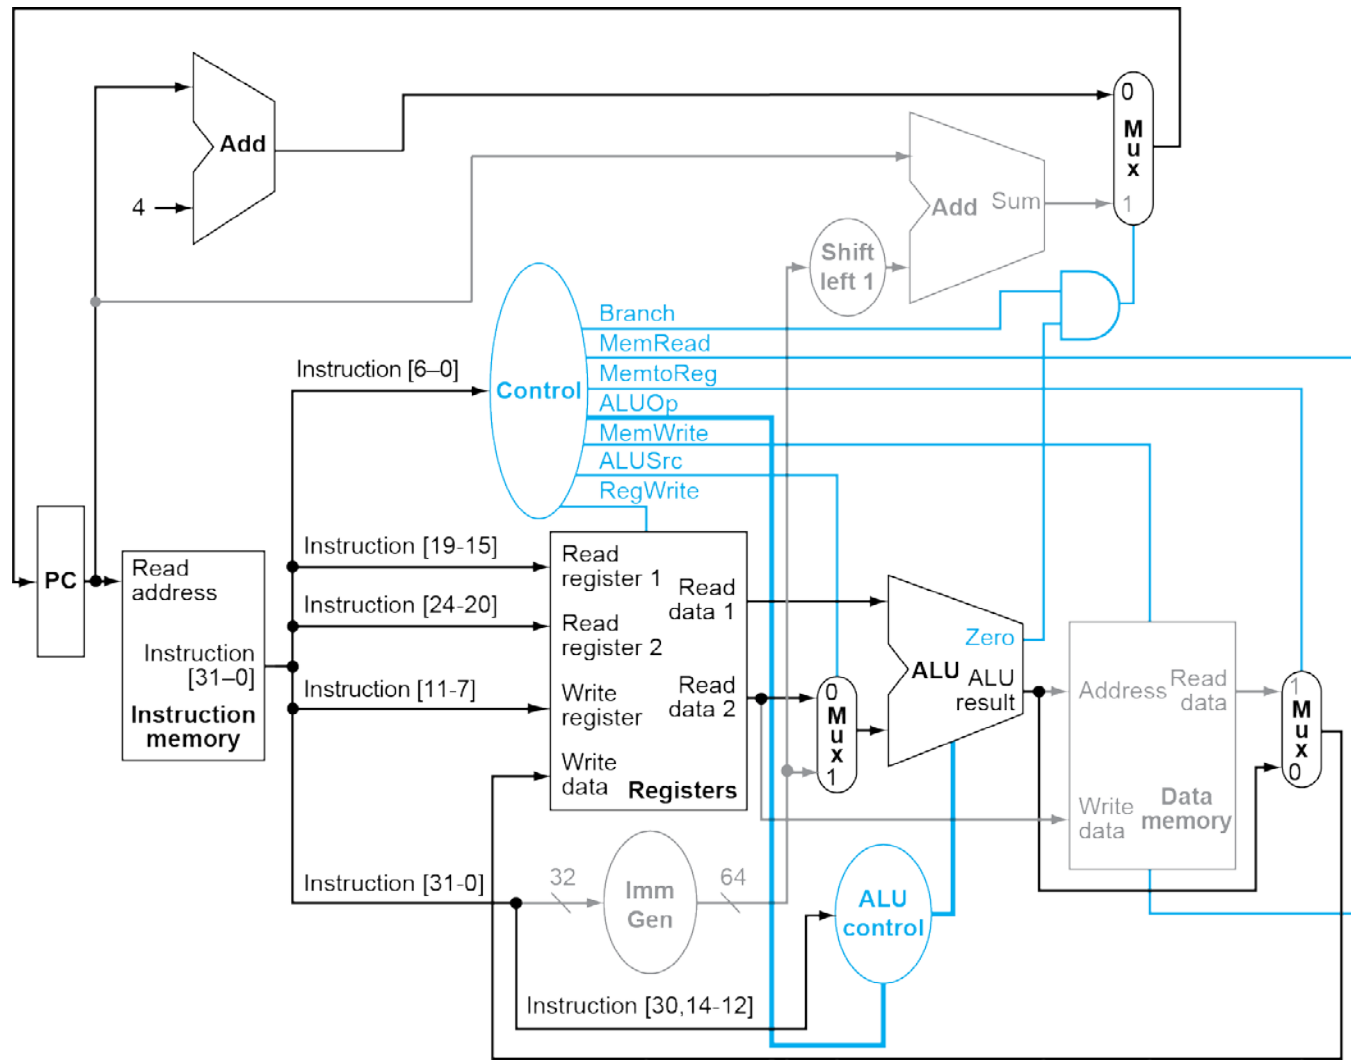 Add
4
0
M
u
x
1
Add
Sum
Shift
left 1
Branch
MemRead
MemtoReg
ALUOp
MemWrite
ALUSrc
RegWrite
Control
Instruction [6–0]
Instruction [19-15]
Instruction [24-20]
Instruction [11-7]
Instruction [31-0]
Instruction [30,14-12]
PC
Read
address
Instruction
[31–0]
Instruction
memory
Read
register 1
Read
register 2
Write
register
Write
data
Read
data 1
Read
data 2
Registers
0
M
u
x
1
Zero
ALU
ALU
result
Address
Read
data
Write
data
Data
memory
1
M
u
x
0
32
Imm
Gen
64
ALU
control